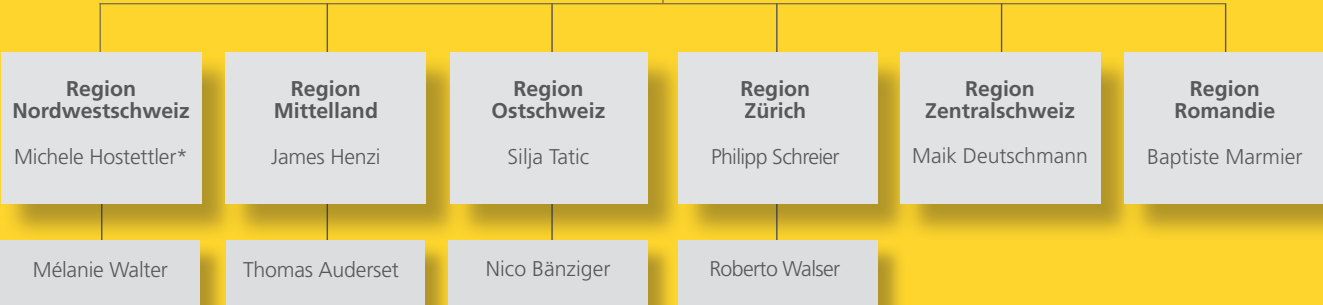 Region
Nordwestschweiz
Michele Hostettler*
Region
Mittelland
James Henzi
Region
Ostschweiz
Silja Tatic
Region
Zürich
Philipp Schreier
Region
Zentralschweiz
Maik Deutschmann
Region
Romandie
Baptiste Marmier
Mélanie Walter
Thomas Auderset
Nico Bänziger
Roberto Walser